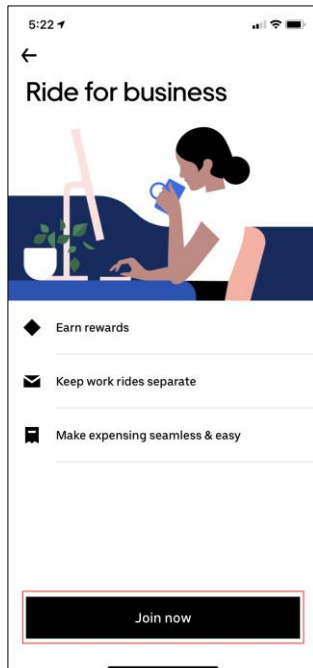 5:22
Ride for business
Earn rewards
Keep work rides separate
Make expensing seamless & easy
Join now